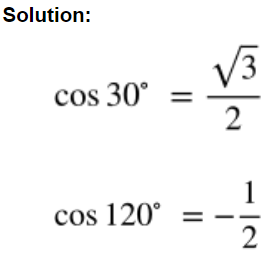 Solution:
cos 30° = √3/2
cos 120° = −1/2